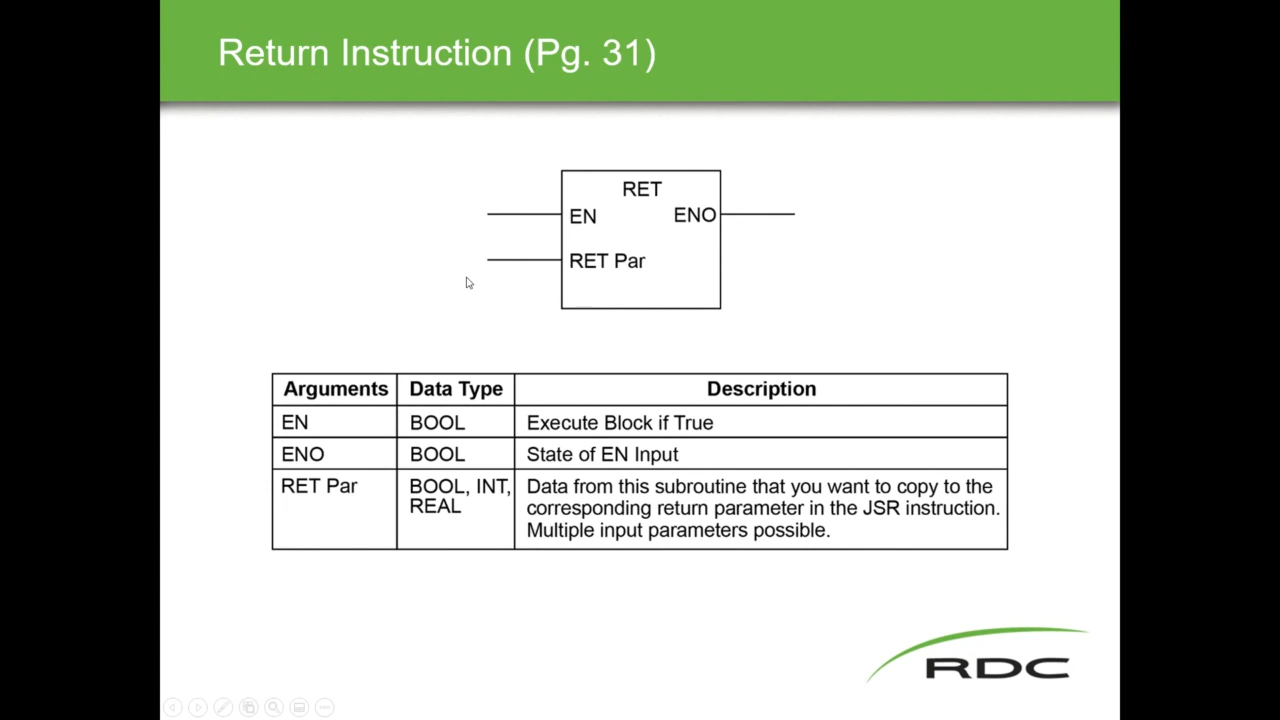 Return Instruction (Pg. 31)
RET
EN ENO
RET Par
Arguments Data Type Description
EN BOOL Execute Block if True
ENO BOOL State of EN Input
RET Par BOOL, INT, Data from this subroutine that you want to copy to the
REAL corresponding return parameter in the JSR instruction.
Multiple input parameters possible.
RDC